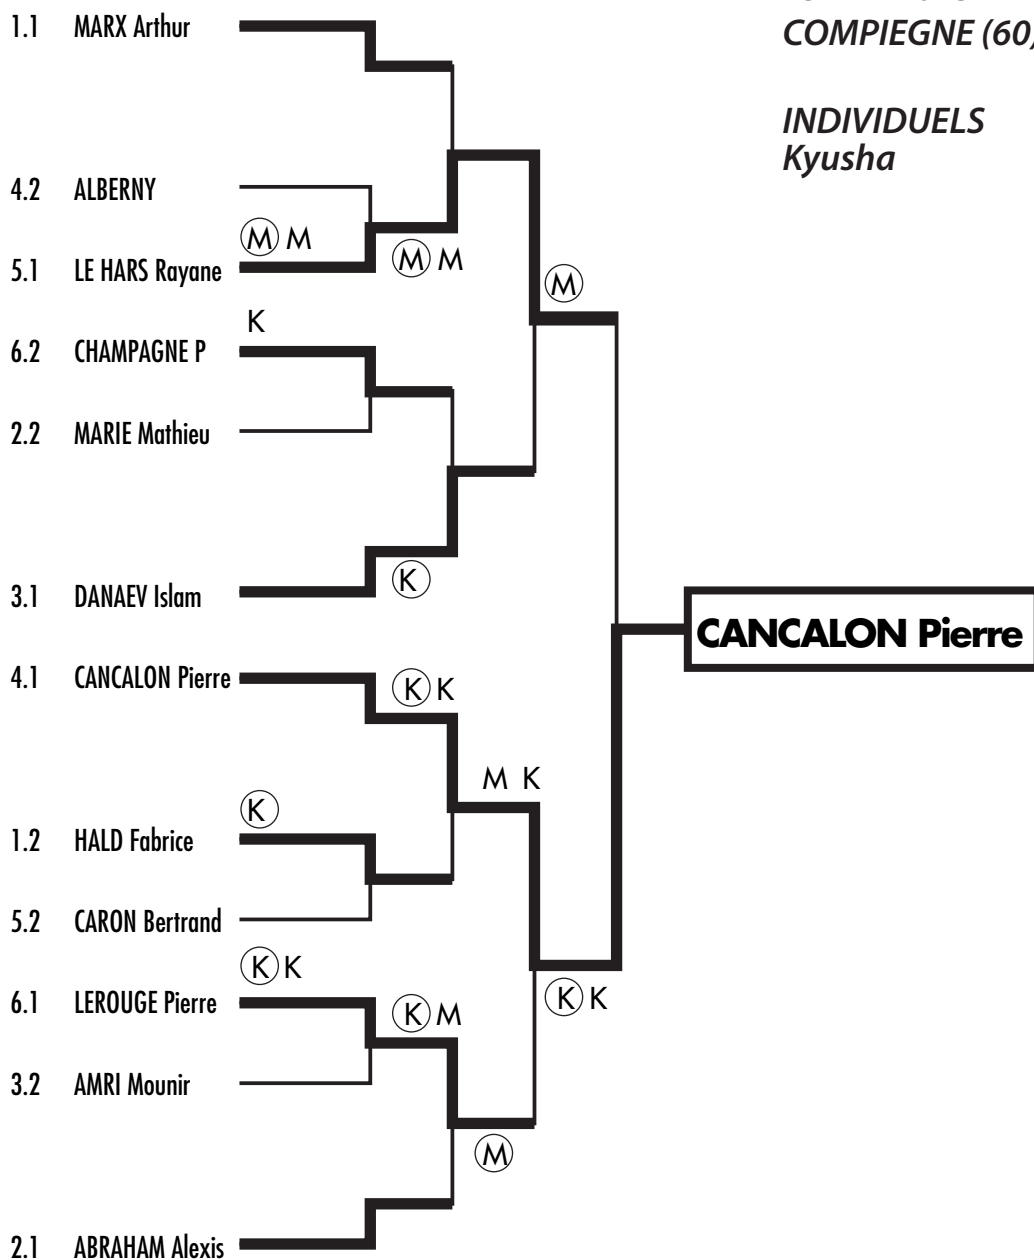 COMPIEGNE (60)
INDIVIDUELS
Kyusha
1.1 MARX Arthur
4.2 ALBERNY
M M
5.1 LE HARS Rayane
M M
M
K
6.2 CHAMPAGNE P
2.2 MARIE Mathieu
3.1 DANAEV Islam
K
CANCALON Pierre
4.1 CANCALON Pierre
K K
M K
K
1.2 HALD Fabrice
5.2 CARON Bertrand
K K
6.1 LEROUGE Pierre
K M
K K
3.2 AMRI Mounir
M
2.1 ABRAHAM Alexis